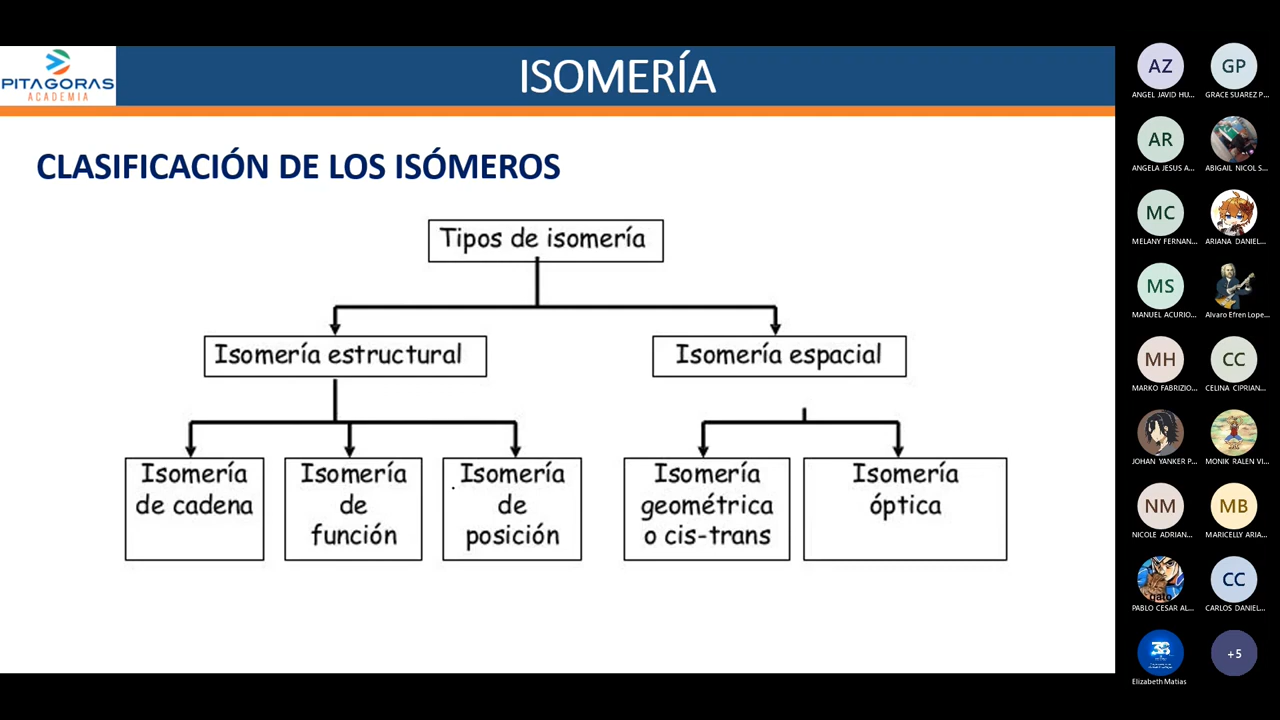 PITAGORAS
ACADEMIA
ISOMERÍA
CLASIFICACIÓN DE LOS ISÓMEROS
Tipos de isomería
Isomería estructural
Isomería espacial
Isomería
de cadena
Isomería
de
función
Isomería
de
posición
Isomería
geométrica
o cis-trans
Isomería
óptica
AZ
GP
ANGEL JAVID HU...
GRACE SUAREZ P...
AR
ANGELA JESUS A...
ABIGAIL NICOL S...
MC
MELANY FERNAN...
ARIANA DANIEL...
MS
MANUEL ACURIO...
Alvaro Efren Lope...
MH
CC
MARKO FABRIZIO...
CELINA CIPRIAN...
JOHAN YANKER P...
MONIK RALEN VI...
NM
MB
NICOLE ADRIAN...
MARICELLY ARIA...
gato
CC
PABLO CESAR AL...
CARLOS DANIEL...
+5
Elizabeth Matias